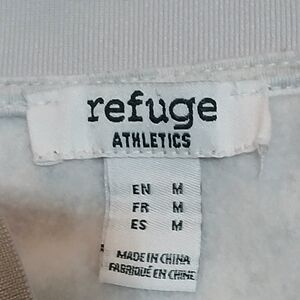 refuge
ATHLETICS
EN M
FR M
ES M
MADE IN CHINA
FABRIQUÉ EN CHINE